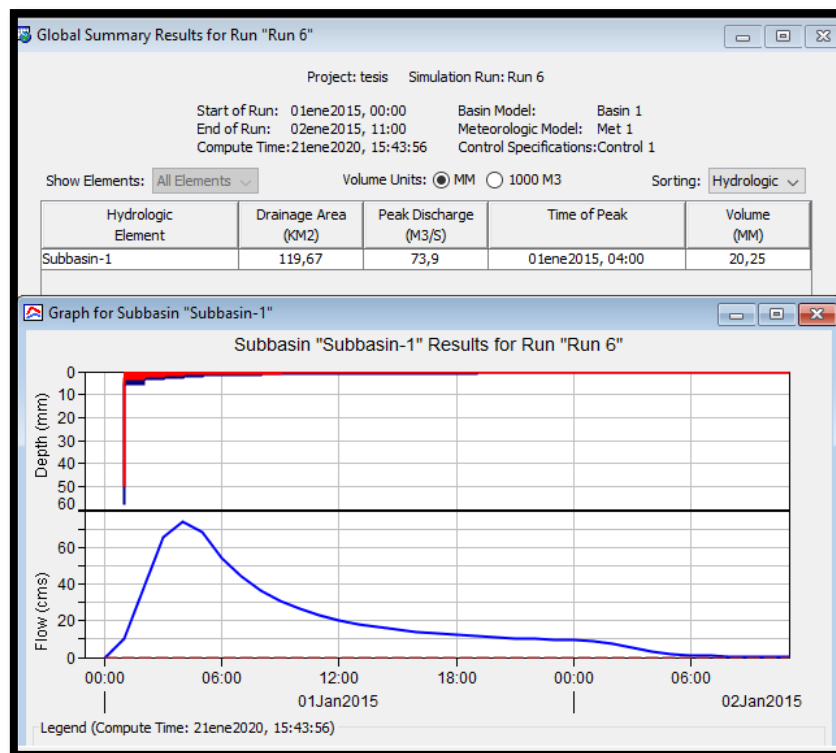 Global Summary Results for Run "Run 6"
Project: tesis Simulation Run: Run 6
Start of Run: 01ene2015, 00:00 Basin Model: Basin 1
End of Run: 02ene2015, 11:00 Meteorologic Model: Met 1
Compute Time:21ene2020, 15:43:56 Control Specifications:Control 1
Show Elements: All Elements Volume Units: MM 1000 M3 Sorting: Hydrologic
Hydrologic Drainage Area Peak Discharge Time of Peak Volume
Element (KM2) (M3/S) (MM)
Subbasin-1 119,67 73,9 01ene2015, 04:00 20,25
Graph for Subbasin "Subbasin-1"
Subbasin "Subbasin-1" Results for Run "Run 6"
Depth (mm)
0
10
20
30
40
50
60
Flow (cms)
60
40
20
0
00:00 06:00 12:00 18:00 00:00 06:00
01Jan2015 02Jan2015
Legend (Compute Time: 21ene2020, 15:43:56)